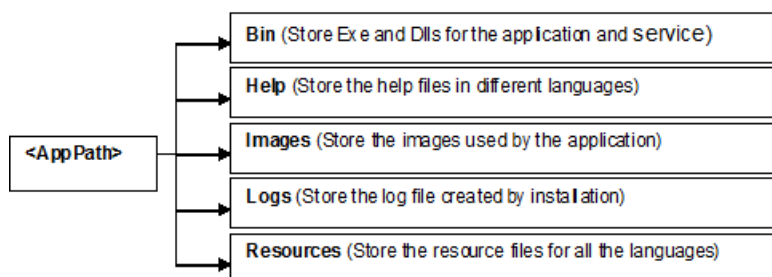 Bin (Store Exe and Dlls for the application and service)
Help (Store the help files in different languages)
<AppPath>
Images (Store the images used by the application)
Logs (Store the log file created by installation)
Resources (Store the resource files for all the languages)